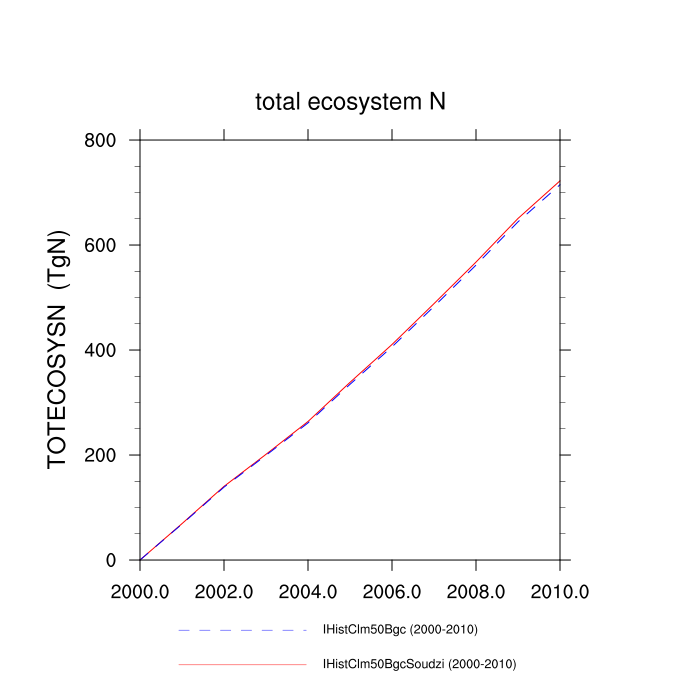 total ecosystem N
TOTECOSYSN (TgN)
800
600
400
200
0
2000.0 2002.0 2004.0 2006.0 2008.0 2010.0
IHistClm50Bgc (2000-2010)
IHistClm50BgcSoudzi (2000-2010)